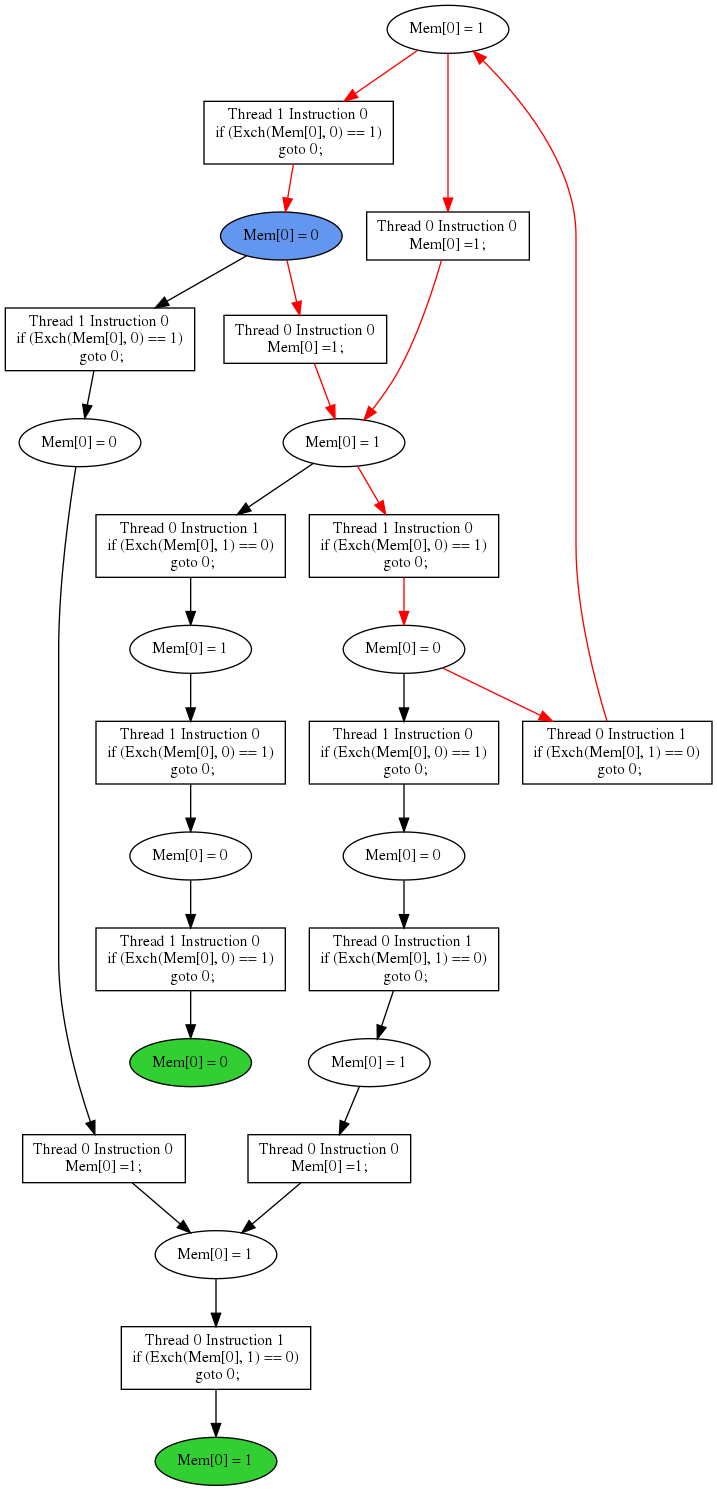 Mem[0] = 1
Thread 1 Instruction 0
if (Exch(Mem[0], 0) == 1)
goto 0;
Mem[0] = 0
Thread 0 Instruction 0
Mem[0] =1;
Thread 1 Instruction 0
if (Exch(Mem[0], 0) == 1)
goto 0;
Thread 0 Instruction 0
Mem[0] =1;
Mem[0] = 0
Mem[0] = 1
Thread 0 Instruction 1
if (Exch(Mem[0], 1) == 0)
goto 0;
Thread 1 Instruction 0
if (Exch(Mem[0], 0) == 1)
goto 0;
Mem[0] = 1
Mem[0] = 0
Thread 1 Instruction 0
if (Exch(Mem[0], 0) == 1)
goto 0;
Thread 1 Instruction 0
if (Exch(Mem[0], 0) == 1)
goto 0;
Thread 0 Instruction 1
if (Exch(Mem[0], 1) == 0)
goto 0;
Mem[0] = 0
Mem[0] = 0
Thread 1 Instruction 0
if (Exch(Mem[0], 0) == 1)
goto 0;
Thread 0 Instruction 1
if (Exch(Mem[0], 1) == 0)
goto 0;
Mem[0] = 0
Mem[0] = 1
Thread 0 Instruction 0
Mem[0] =1;
Thread 0 Instruction 0
Mem[0] =1;
Mem[0] = 1
Thread 0 Instruction 1
if (Exch(Mem[0], 1) == 0)
goto 0;
Mem[0] = 1